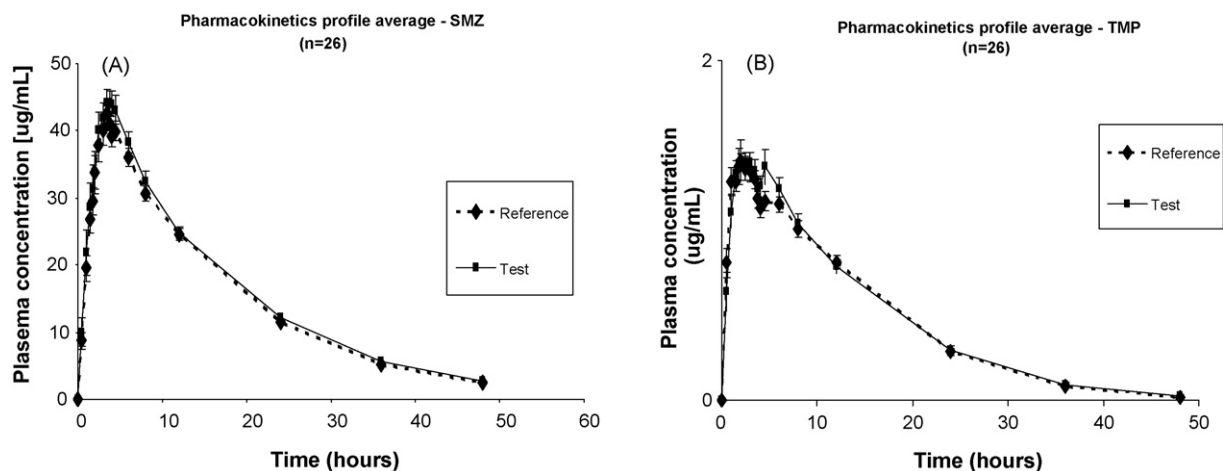 Pharmacokinetics profile average - SMZ
(n=26)
(A)
Plasema concentration [ug/mL]
50
40
30
20
10
0
0
10
20
30
40
50
60
Time (hours)
Reference
Test
Pharmacokinetics profile average - TMP
(n=26)
(B)
Plasma concentration
(ug/mL)
2
0
0
10
20
30
40
50
Time (hours)
Reference
Test